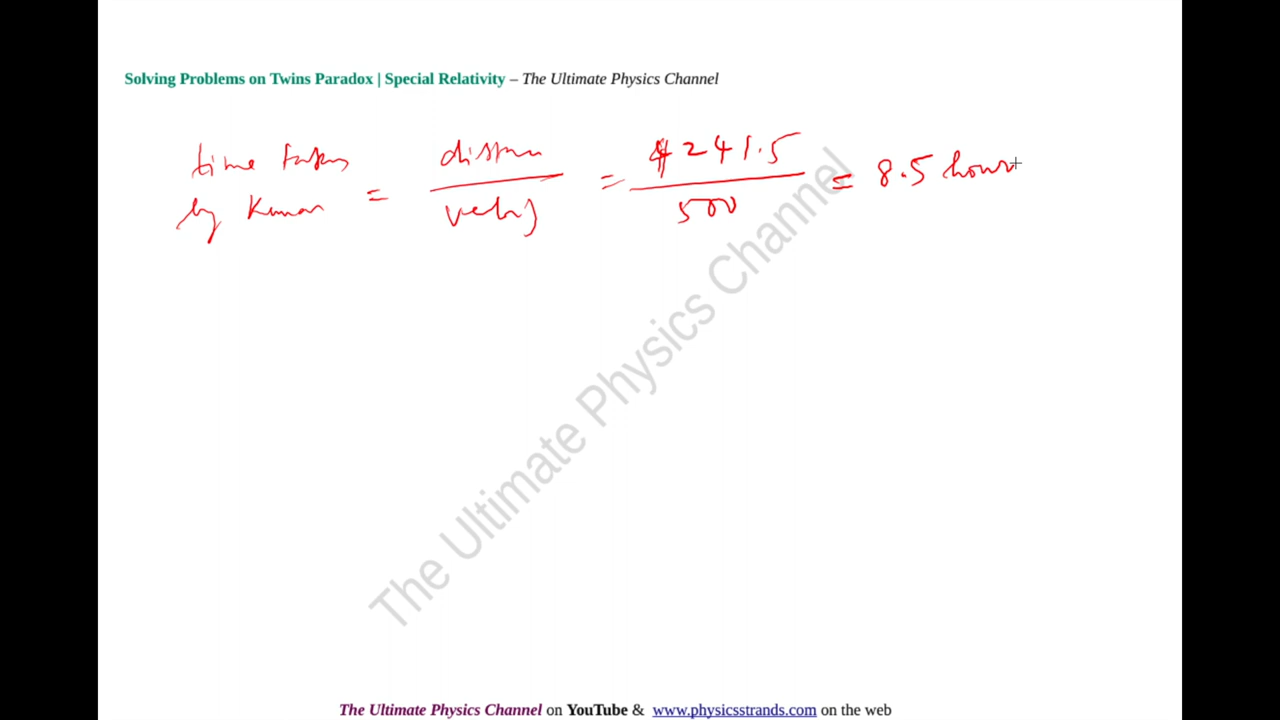 Solving Problems on Twins Paradox | Special Relativity – The Ultimate Physics Channel
time taken by Kumar = distan / velocity = 4241.5 / 500 = 8.5 hours
The Ultimate Physics Channel
The Ultimate Physics Channel on YouTube & www.physicsstrands.com on the web